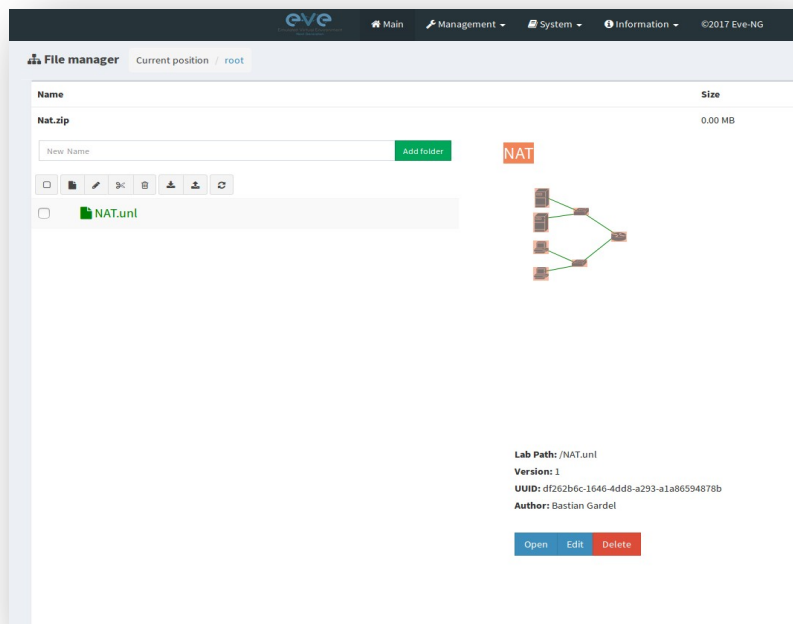 eve
Main Management System Information ©2017 Eve-NG
File manager Current position / root
Name Size
Nat.zip 0.00 MB
New Name Add folder
NAT
NAT.unl
Lab Path: /NAT.unl
Version: 1
UUID: df262b6c-1646-4dd8-a293-a1a86594878b
Author: Bastian Gardel
Open Edit Delete